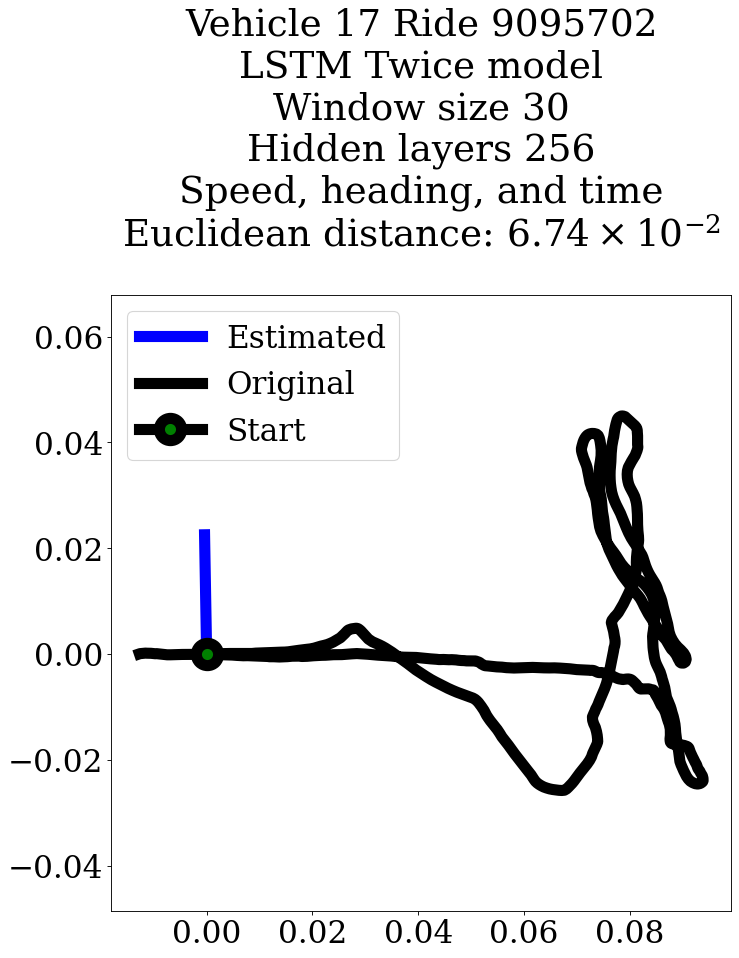 Vehicle 17 Ride 9095702
LSTM Twice model
Window size 30
Hidden layers 256
Speed, heading, and time
Euclidean distance: 6.74 × 10⁻²
Estimated
Original
Start
0.06
0.04
0.02
0.00
−0.02
−0.04
0.00 0.02 0.04 0.06 0.08